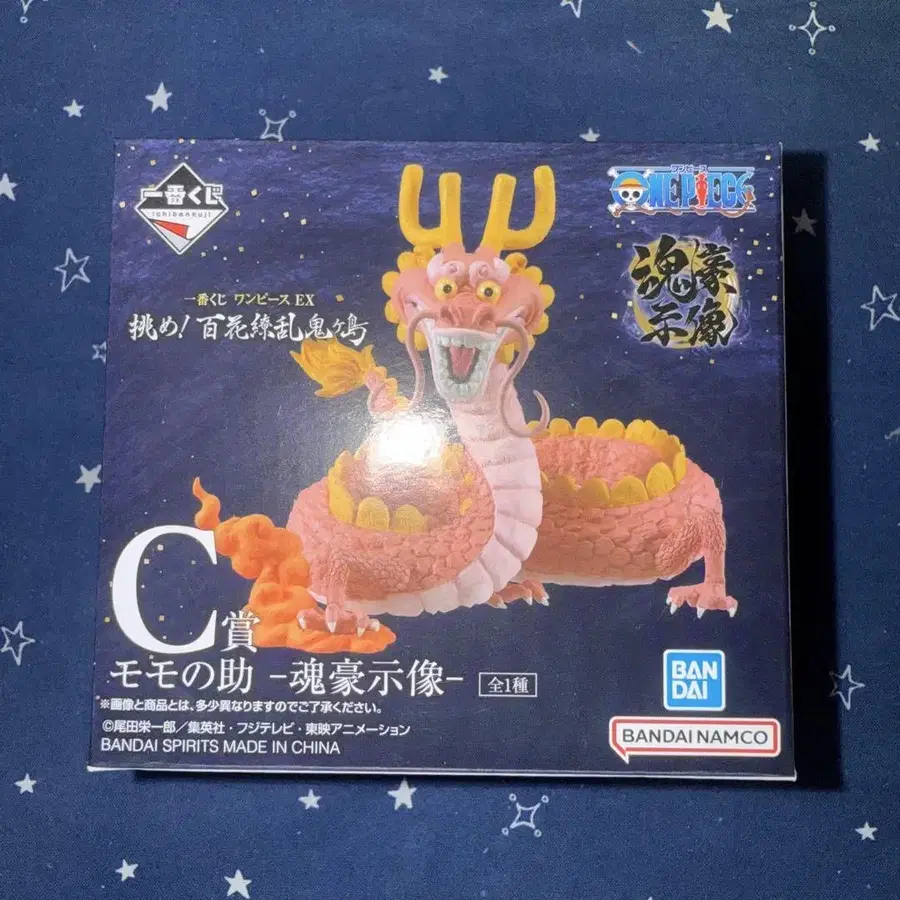 一番くじ
ichibankuji
ワンピース
ONE PIECE
魂豪示像
一番くじ ワンピース EX
挑め!百花繚乱鬼ヶ島
C賞
モモの助 -魂豪示像- 全1種
※画像と商品とは、多少異なりますのでご了承ください。
©尾田栄一郎/集英社・フジテレビ・東映アニメーション
BANDAI SPIRITS MADE IN CHINA
BAN
DAI
BANDAI NAMCO